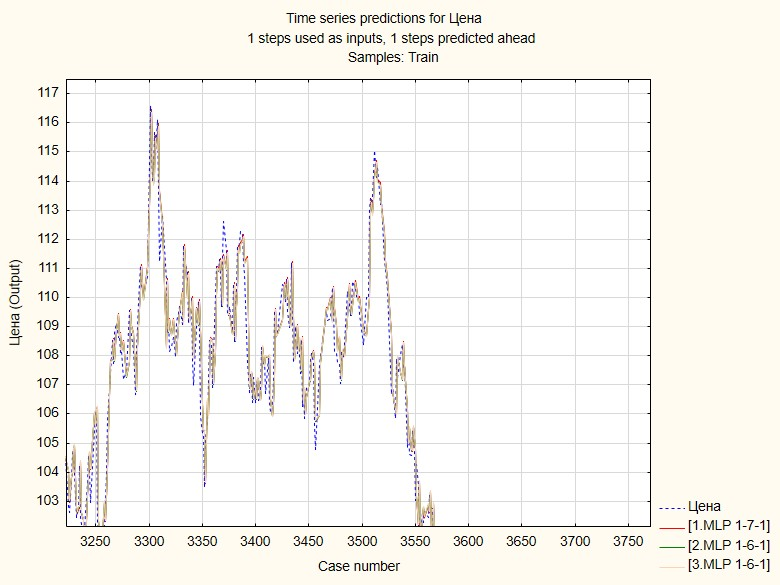 Time series predictions for Цена
1 steps used as inputs, 1 steps predicted ahead
Samples: Train
117
116
115
114
113
112
111
110
109
108
107
106
105
104
103
Цена (Output)
3250 3300 3350 3400 3450 3500 3550 3600 3650 3700 3750
Case number
Цена
[1.MLP 1-7-1]
[2.MLP 1-6-1]
[3.MLP 1-6-1]